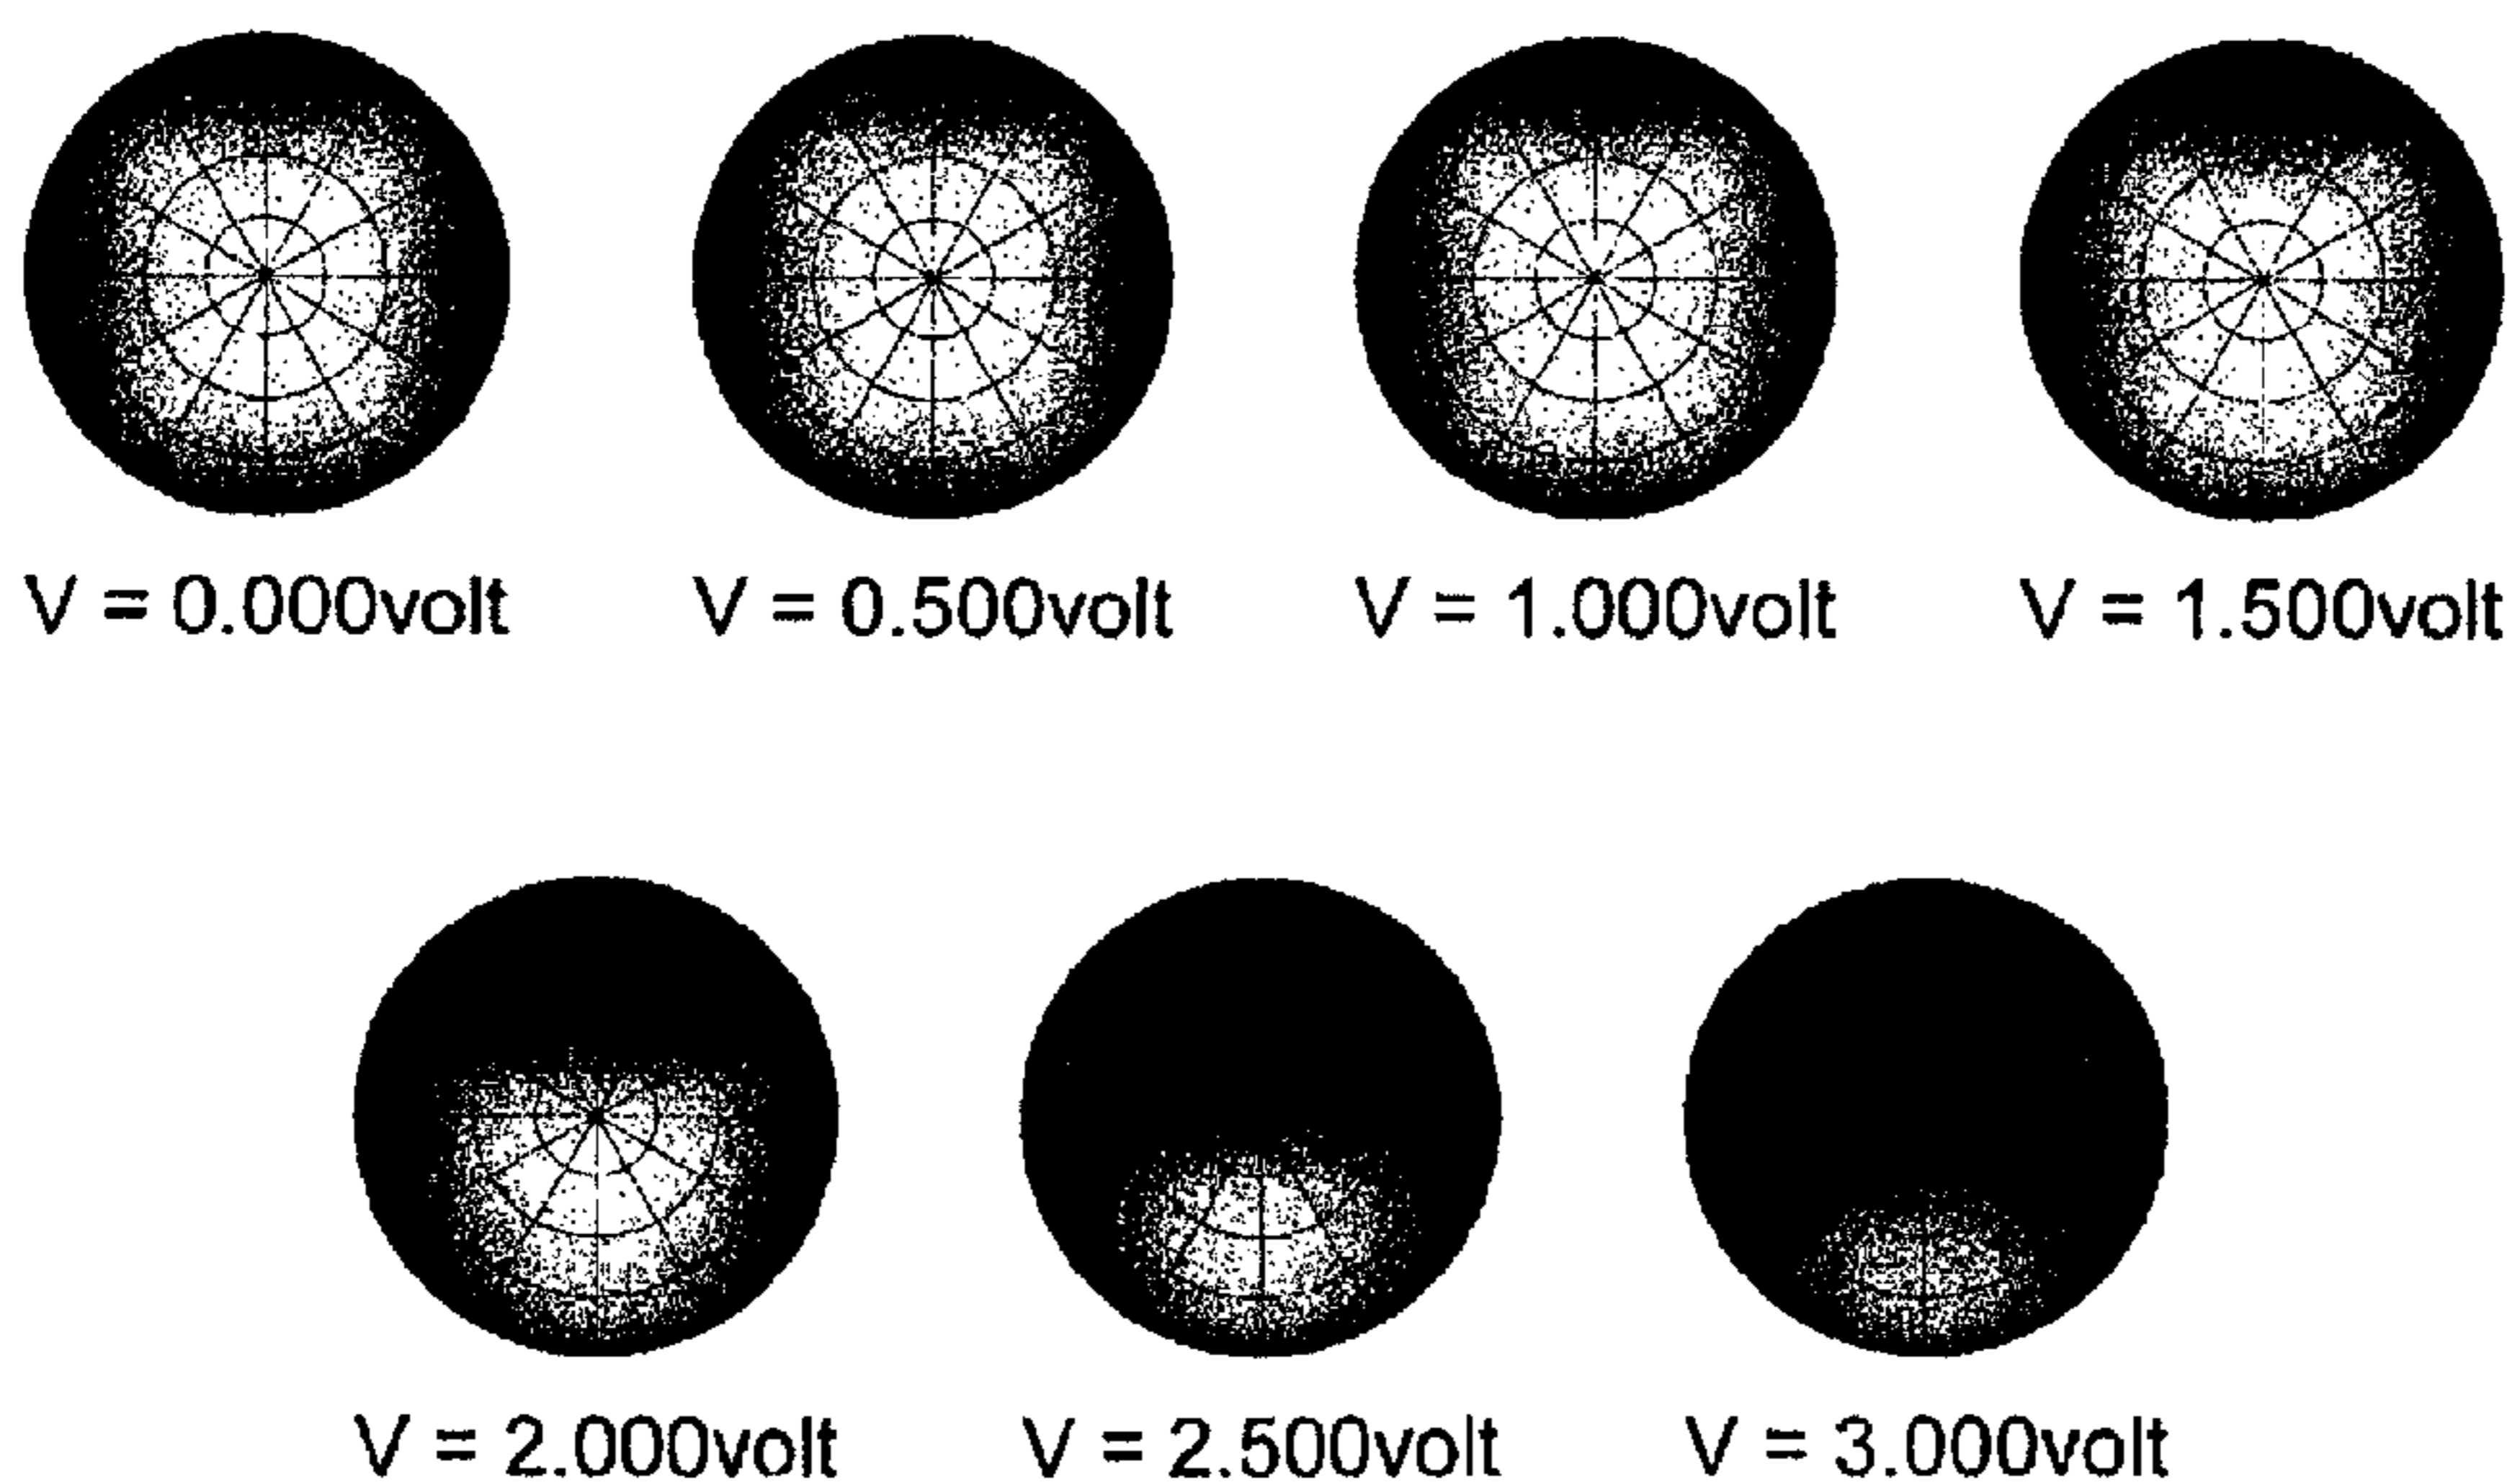 V = 0.000volt
V = 0.500volt
V = 1.000volt
V = 1.500volt
V = 2.000volt
V = 2.500volt
V = 3.000volt